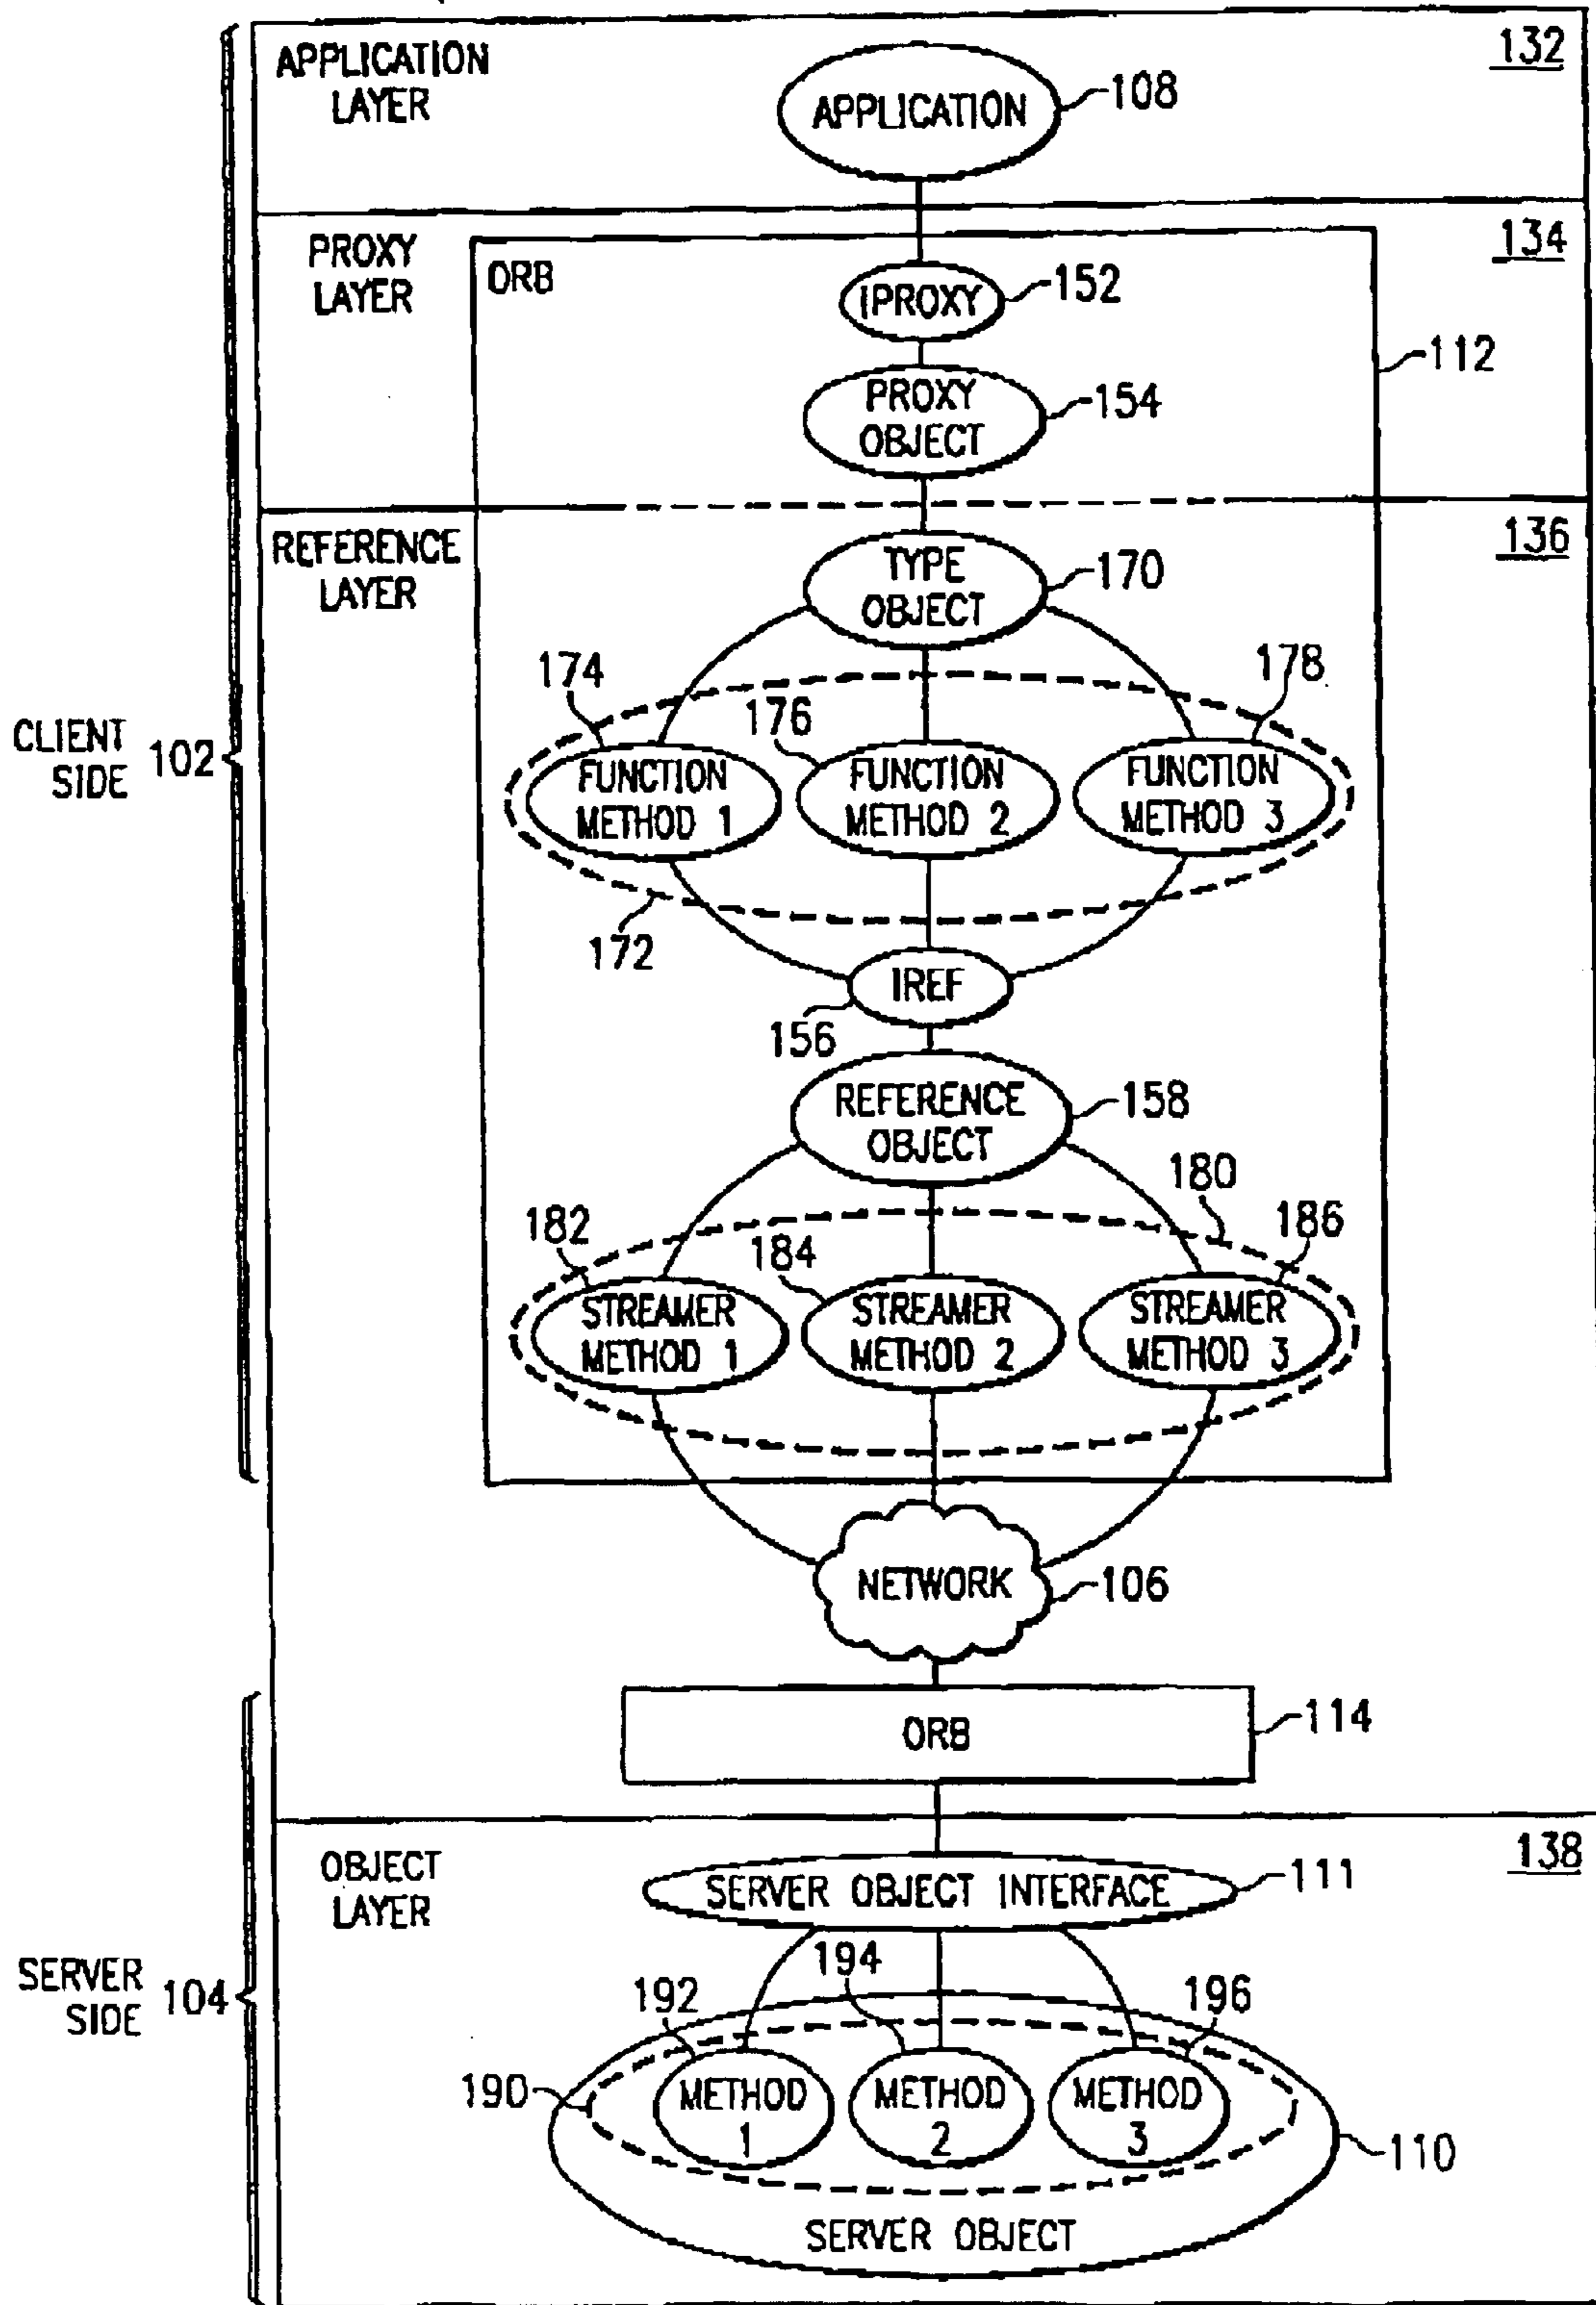 APPLICATION
LAYER
132
APPLICATION
108
PROXY
LAYER
134
ORB
IPROXY
152
112
PROXY
OBJECT
154
REFERENCE
LAYER
136
TYPE
OBJECT
170
174
176
178
CLIENT
SIDE
102
FUNCTION
METHOD 1
FUNCTION
METHOD 2
FUNCTION
METHOD 3
172
IREF
156
REFERENCE
OBJECT
158
180
182
184
186
STREAMER
METHOD 1
STREAMER
METHOD 2
STREAMER
METHOD 3
NETWORK
106
ORB
114
OBJECT
LAYER
138
SERVER OBJECT INTERFACE
111
SERVER
SIDE
104
192
194
196
190
METHOD
1
METHOD
2
METHOD
3
110
SERVER OBJECT